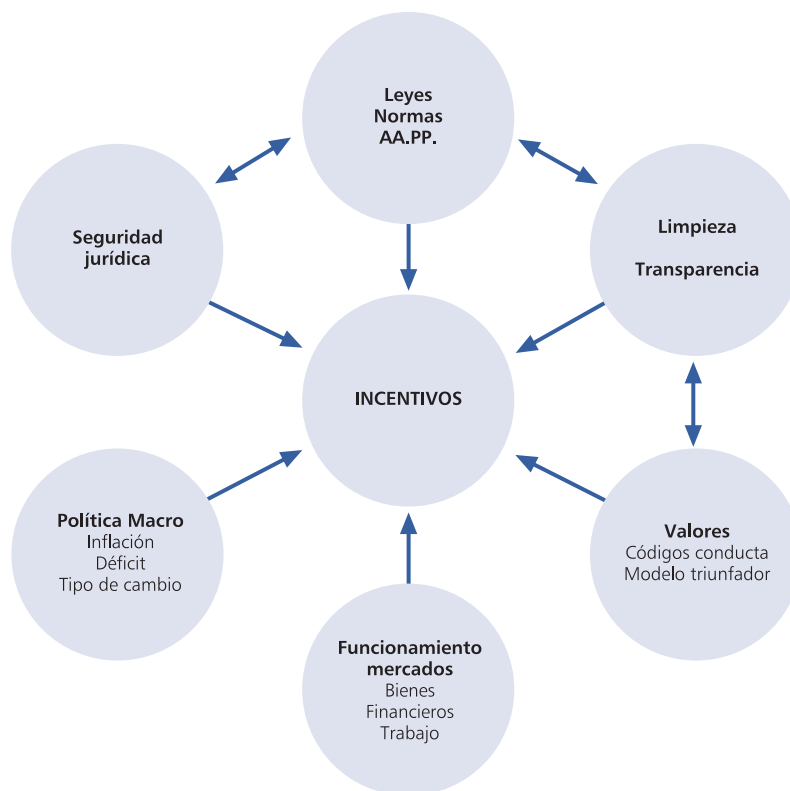 Leyes
Normas
AA.PP.
Seguridad
jurídica
Limpieza
Transparencia
INCENTIVOS
Política Macro
Inflación
Déficit
Tipo de cambio
Valores
Códigos conducta
Modelo triunfador
Funcionamiento
mercados
Bienes
Financieros
Trabajo